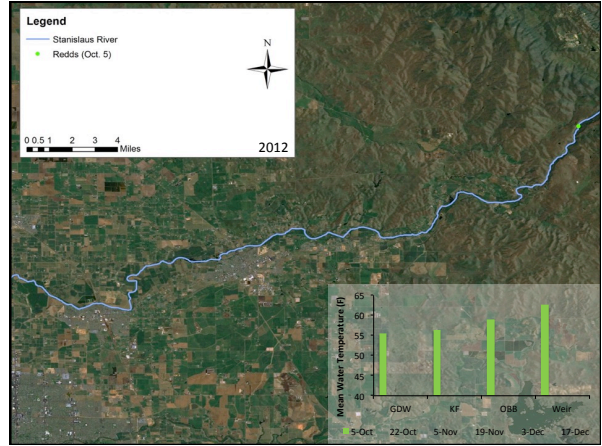 Legend
Stanislaus River
Redds (Oct. 5)
N
0 0.5 1 2 3 4
Miles
2012
Mean Water Temperature (F)
65
60
55
50
45
40
GDW KF OBB Weir
5-Oct 22-Oct 5-Nov 19-Nov 3-Dec 17-Dec